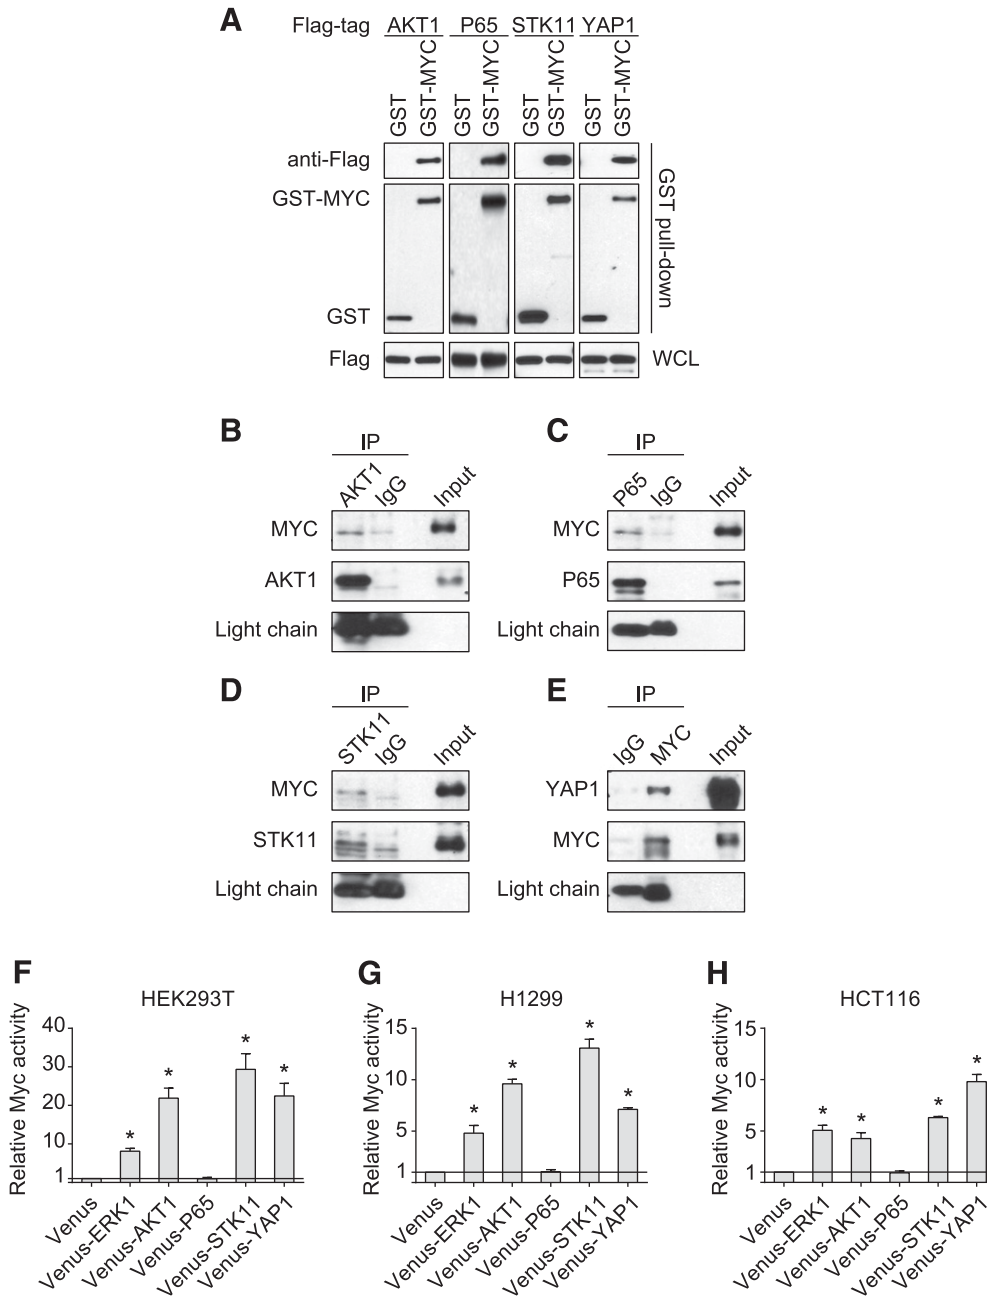 A
Flag-tag AKT1 P65 STK11 YAP1
GST GST-MYC GST GST-MYC GST GST-MYC GST GST-MYC
anti-Flag
GST-MYC
GST
GST pull-down
Flag WCL
B
IP
AKT1 IgG Input
MYC
AKT1
Light chain
C
IP
P65 IgG Input
MYC
P65
Light chain
D
IP
STK11 IgG Input
MYC
STK11
Light chain
E
IP
IgG MYC Input
YAP1
MYC
Light chain
F
HEK293T
Relative Myc activity
40
30
20
10
1
* * * *
Venus Venus-ERK1 Venus-AKT1 Venus-P65 Venus-STK11 Venus-YAP1
G
H1299
Relative Myc activity
15
10
5
1
* * * *
Venus Venus-ERK1 Venus-AKT1 Venus-P65 Venus-STK11 Venus-YAP1
H
HCT116
Relative Myc activity
15
10
5
1
* * * *
Venus Venus-ERK1 Venus-AKT1 Venus-P65 Venus-STK11 Venus-YAP1